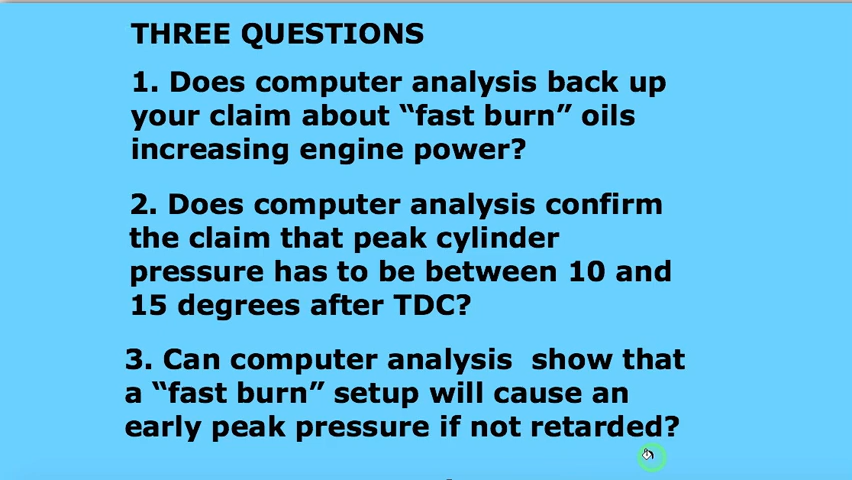 THREE QUESTIONS
1. Does computer analysis back up
your claim about “fast burn” oils
increasing engine power?
2. Does computer analysis confirm
the claim that peak cylinder
pressure has to be between 10 and
15 degrees after TDC?
3. Can computer analysis  show that
a “fast burn” setup will cause an
early peak pressure if not retarded?